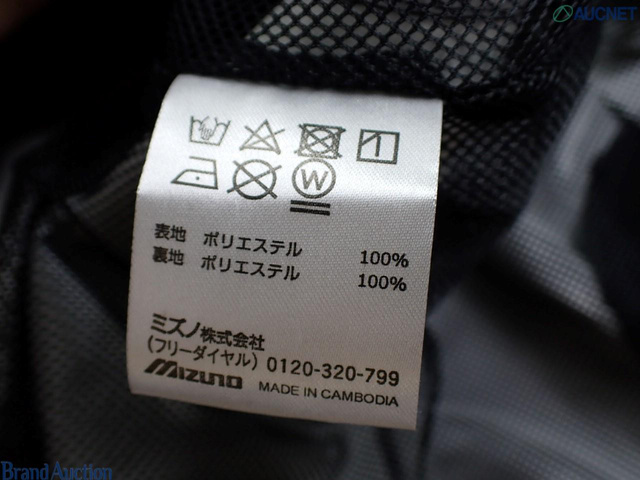 AUCNET
W
表地 ポリエステル 100%
裏地 ポリエステル 100%
ミズノ株式会社
(フリーダイヤル) 0120-320-799
mizuno MADE IN CAMBODIA
Brand Auction